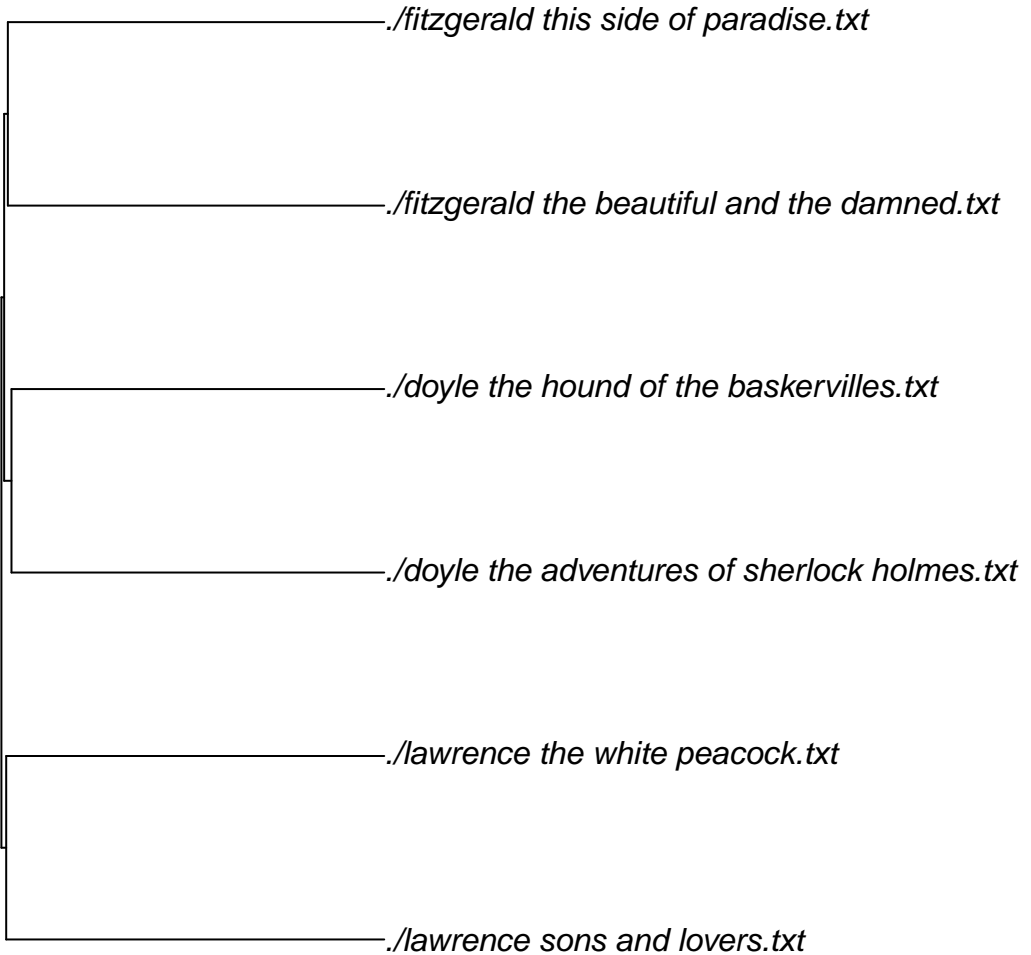 ./fitzgerald this side of paradise.txt
./fitzgerald the beautiful and the damned.txt
./doyle the hound of the baskervilles.txt
./doyle the adventures of sherlock holmes.txt
./lawrence the white peacock.txt
./lawrence sons and lovers.txt